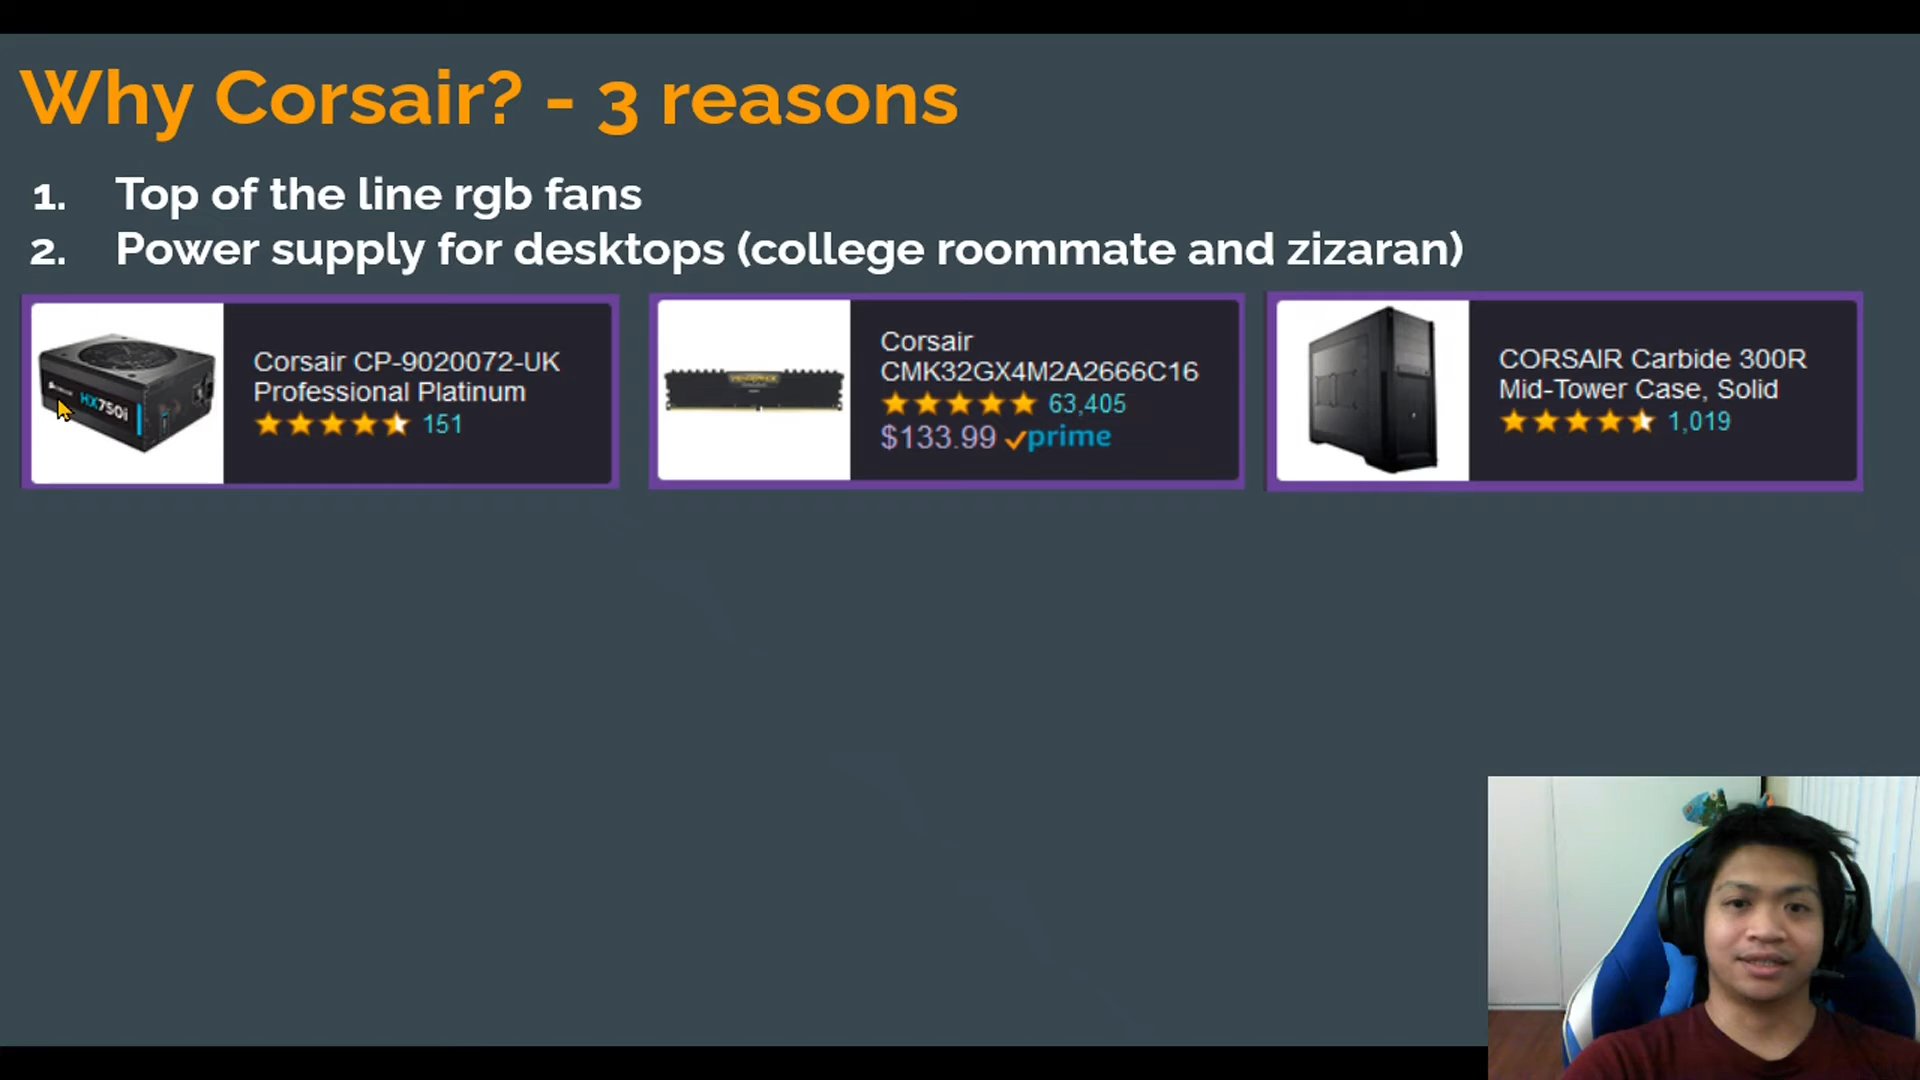 Why Corsair? - 3 reasons
1. Top of the line rgb fans
2. Power supply for desktops (college roommate and zizaran)
HX750i
Corsair CP-9020072-UK
Professional Platinum
151
VENGEANCE
Corsair
CMK32GX4M2A2666C16
63,405
$133.99 prime
CORSAIR Carbide 300R
Mid-Tower Case, Solid
1,019